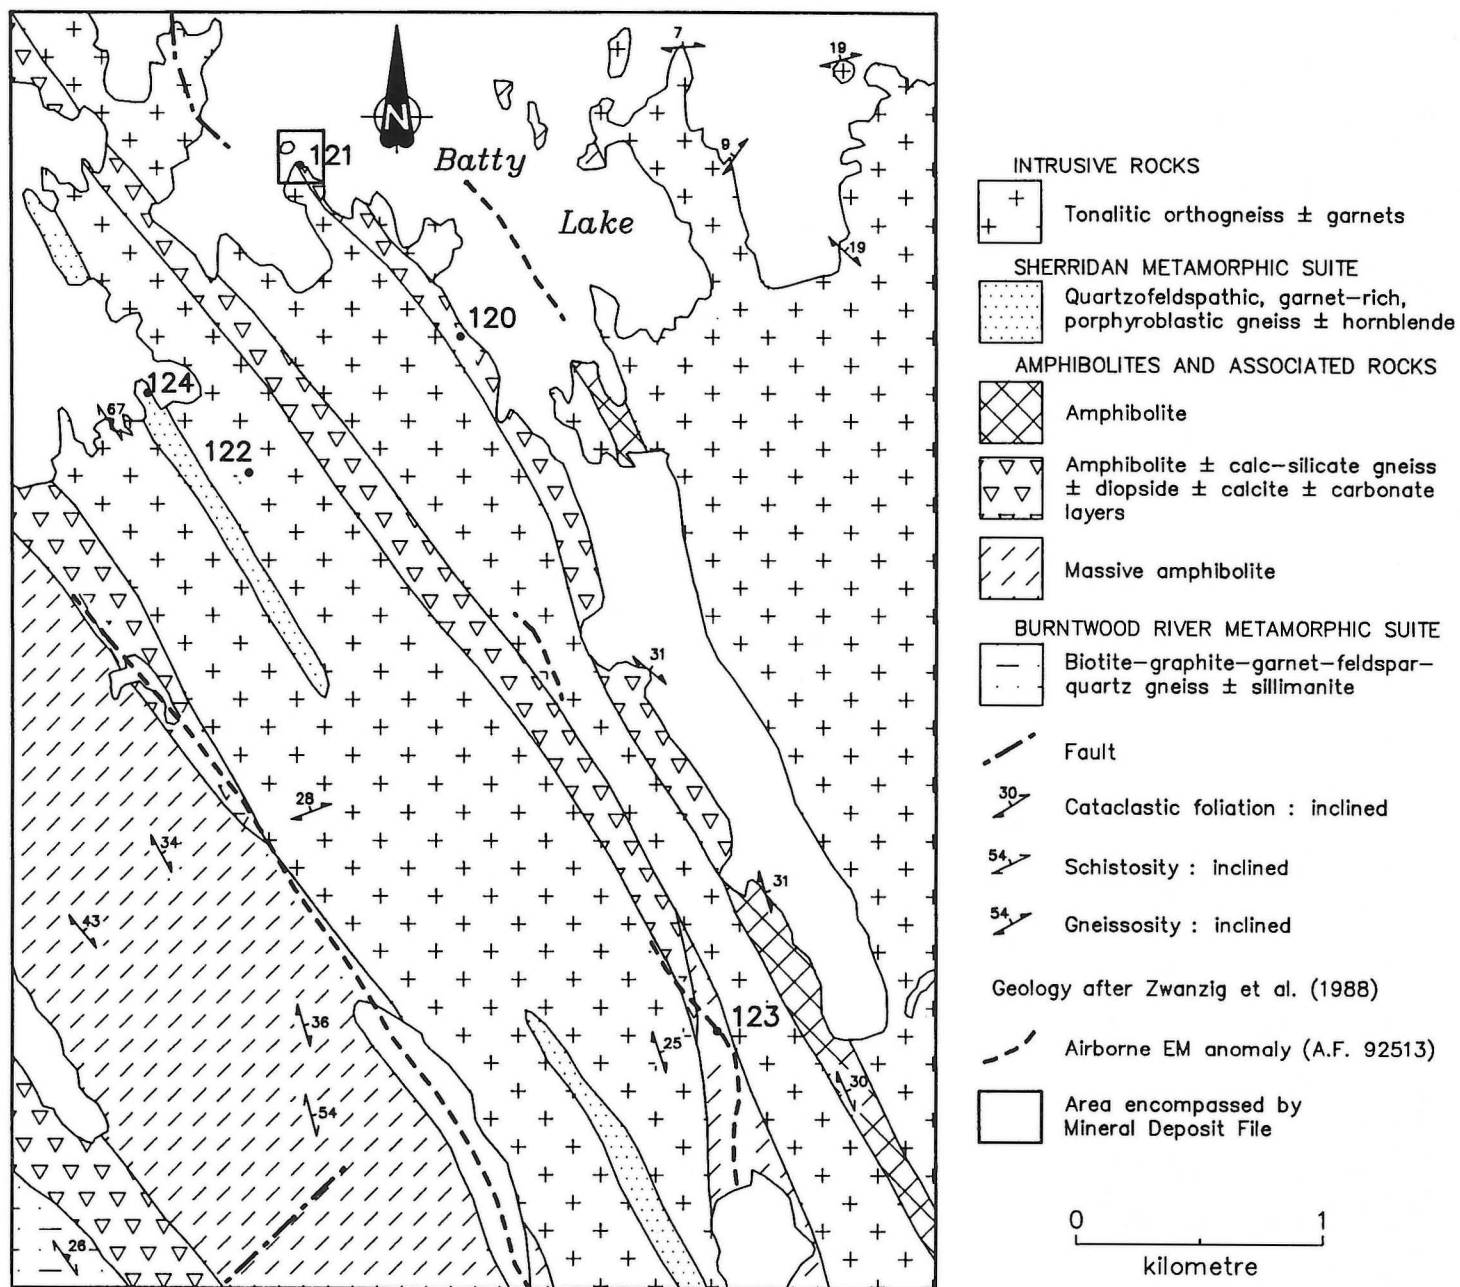 7
19
N
121
Batty
9
Lake
19
120
124
67
122
31
28
34
31
43
123
36
25
30
54
26
INTRUSIVE ROCKS
Tonalitic orthogneiss ± garnets
SHERRIDAN METAMORPHIC SUITE
Quartzofeldspathic, garnet-rich,
porphyroblastic gneiss ± hornblende
AMPHIBOLITES AND ASSOCIATED ROCKS
Amphibolite
Amphibolite ± calc-silicate gneiss
± diopside ± calcite ± carbonate
layers
Massive amphibolite
BURNTWOOD RIVER METAMORPHIC SUITE
Biotite-graphite-garnet-feldspar-
quartz gneiss ± sillimanite
Fault
30
Cataclastic foliation : inclined
54
Schistosity : inclined
54
Gneissosity : inclined
Geology after Zwanzig et al. (1988)
Airborne EM anomaly (A.F. 92513)
Area encompassed by
Mineral Deposit File
0 1
kilometre